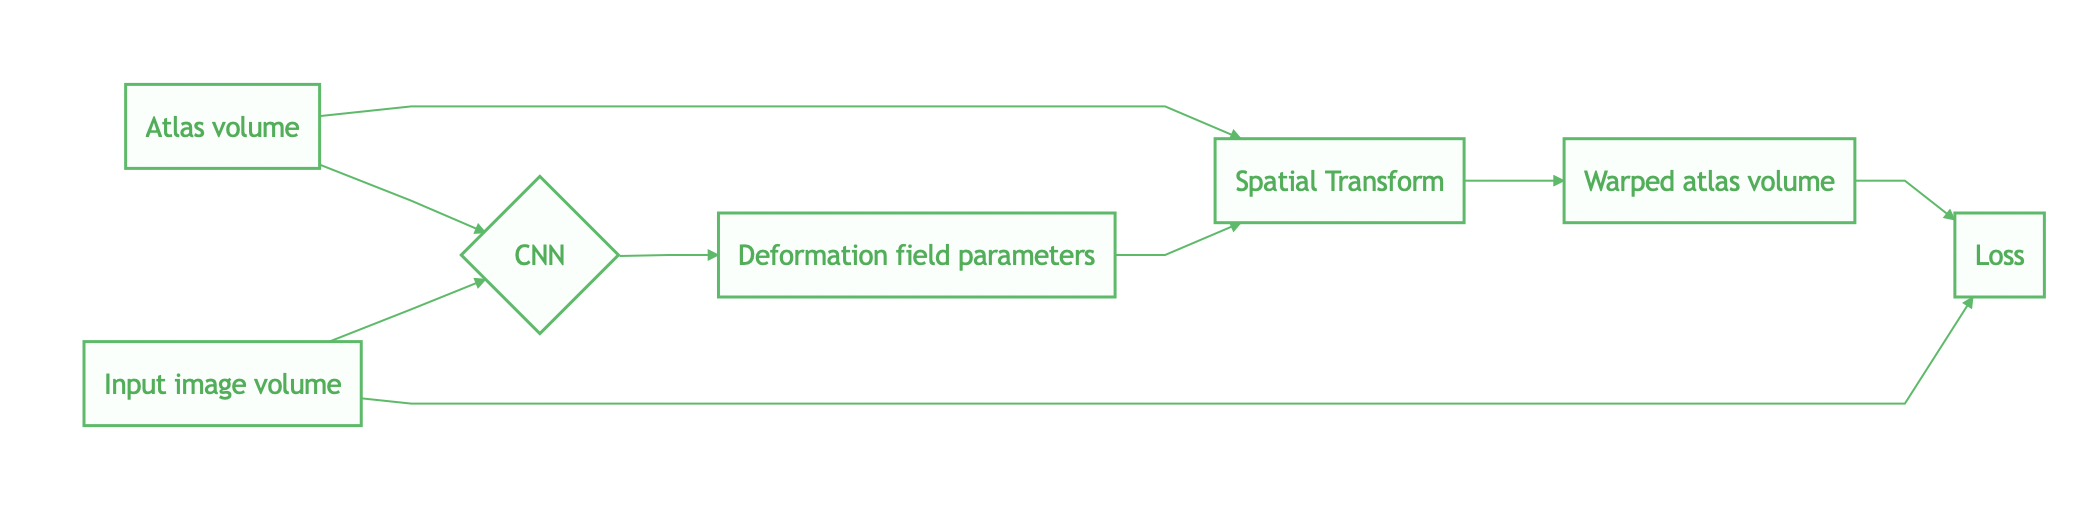 Atlas volume
Input image volume
CNN
Deformation field parameters
Spatial Transform
Warped atlas volume
Loss